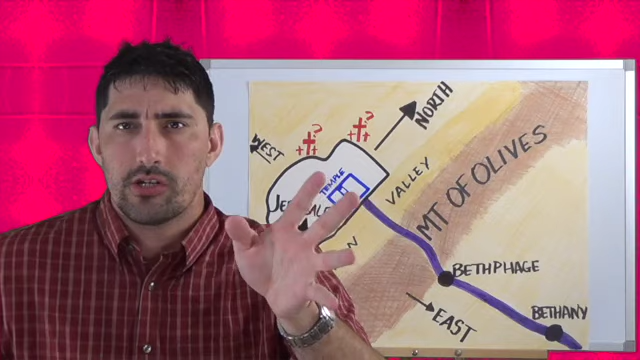 NORTH
?
?
WEST
MT OF OLIVES
TEMPLE
VALLEY
BETHPHAGE
EAST
BETHANY